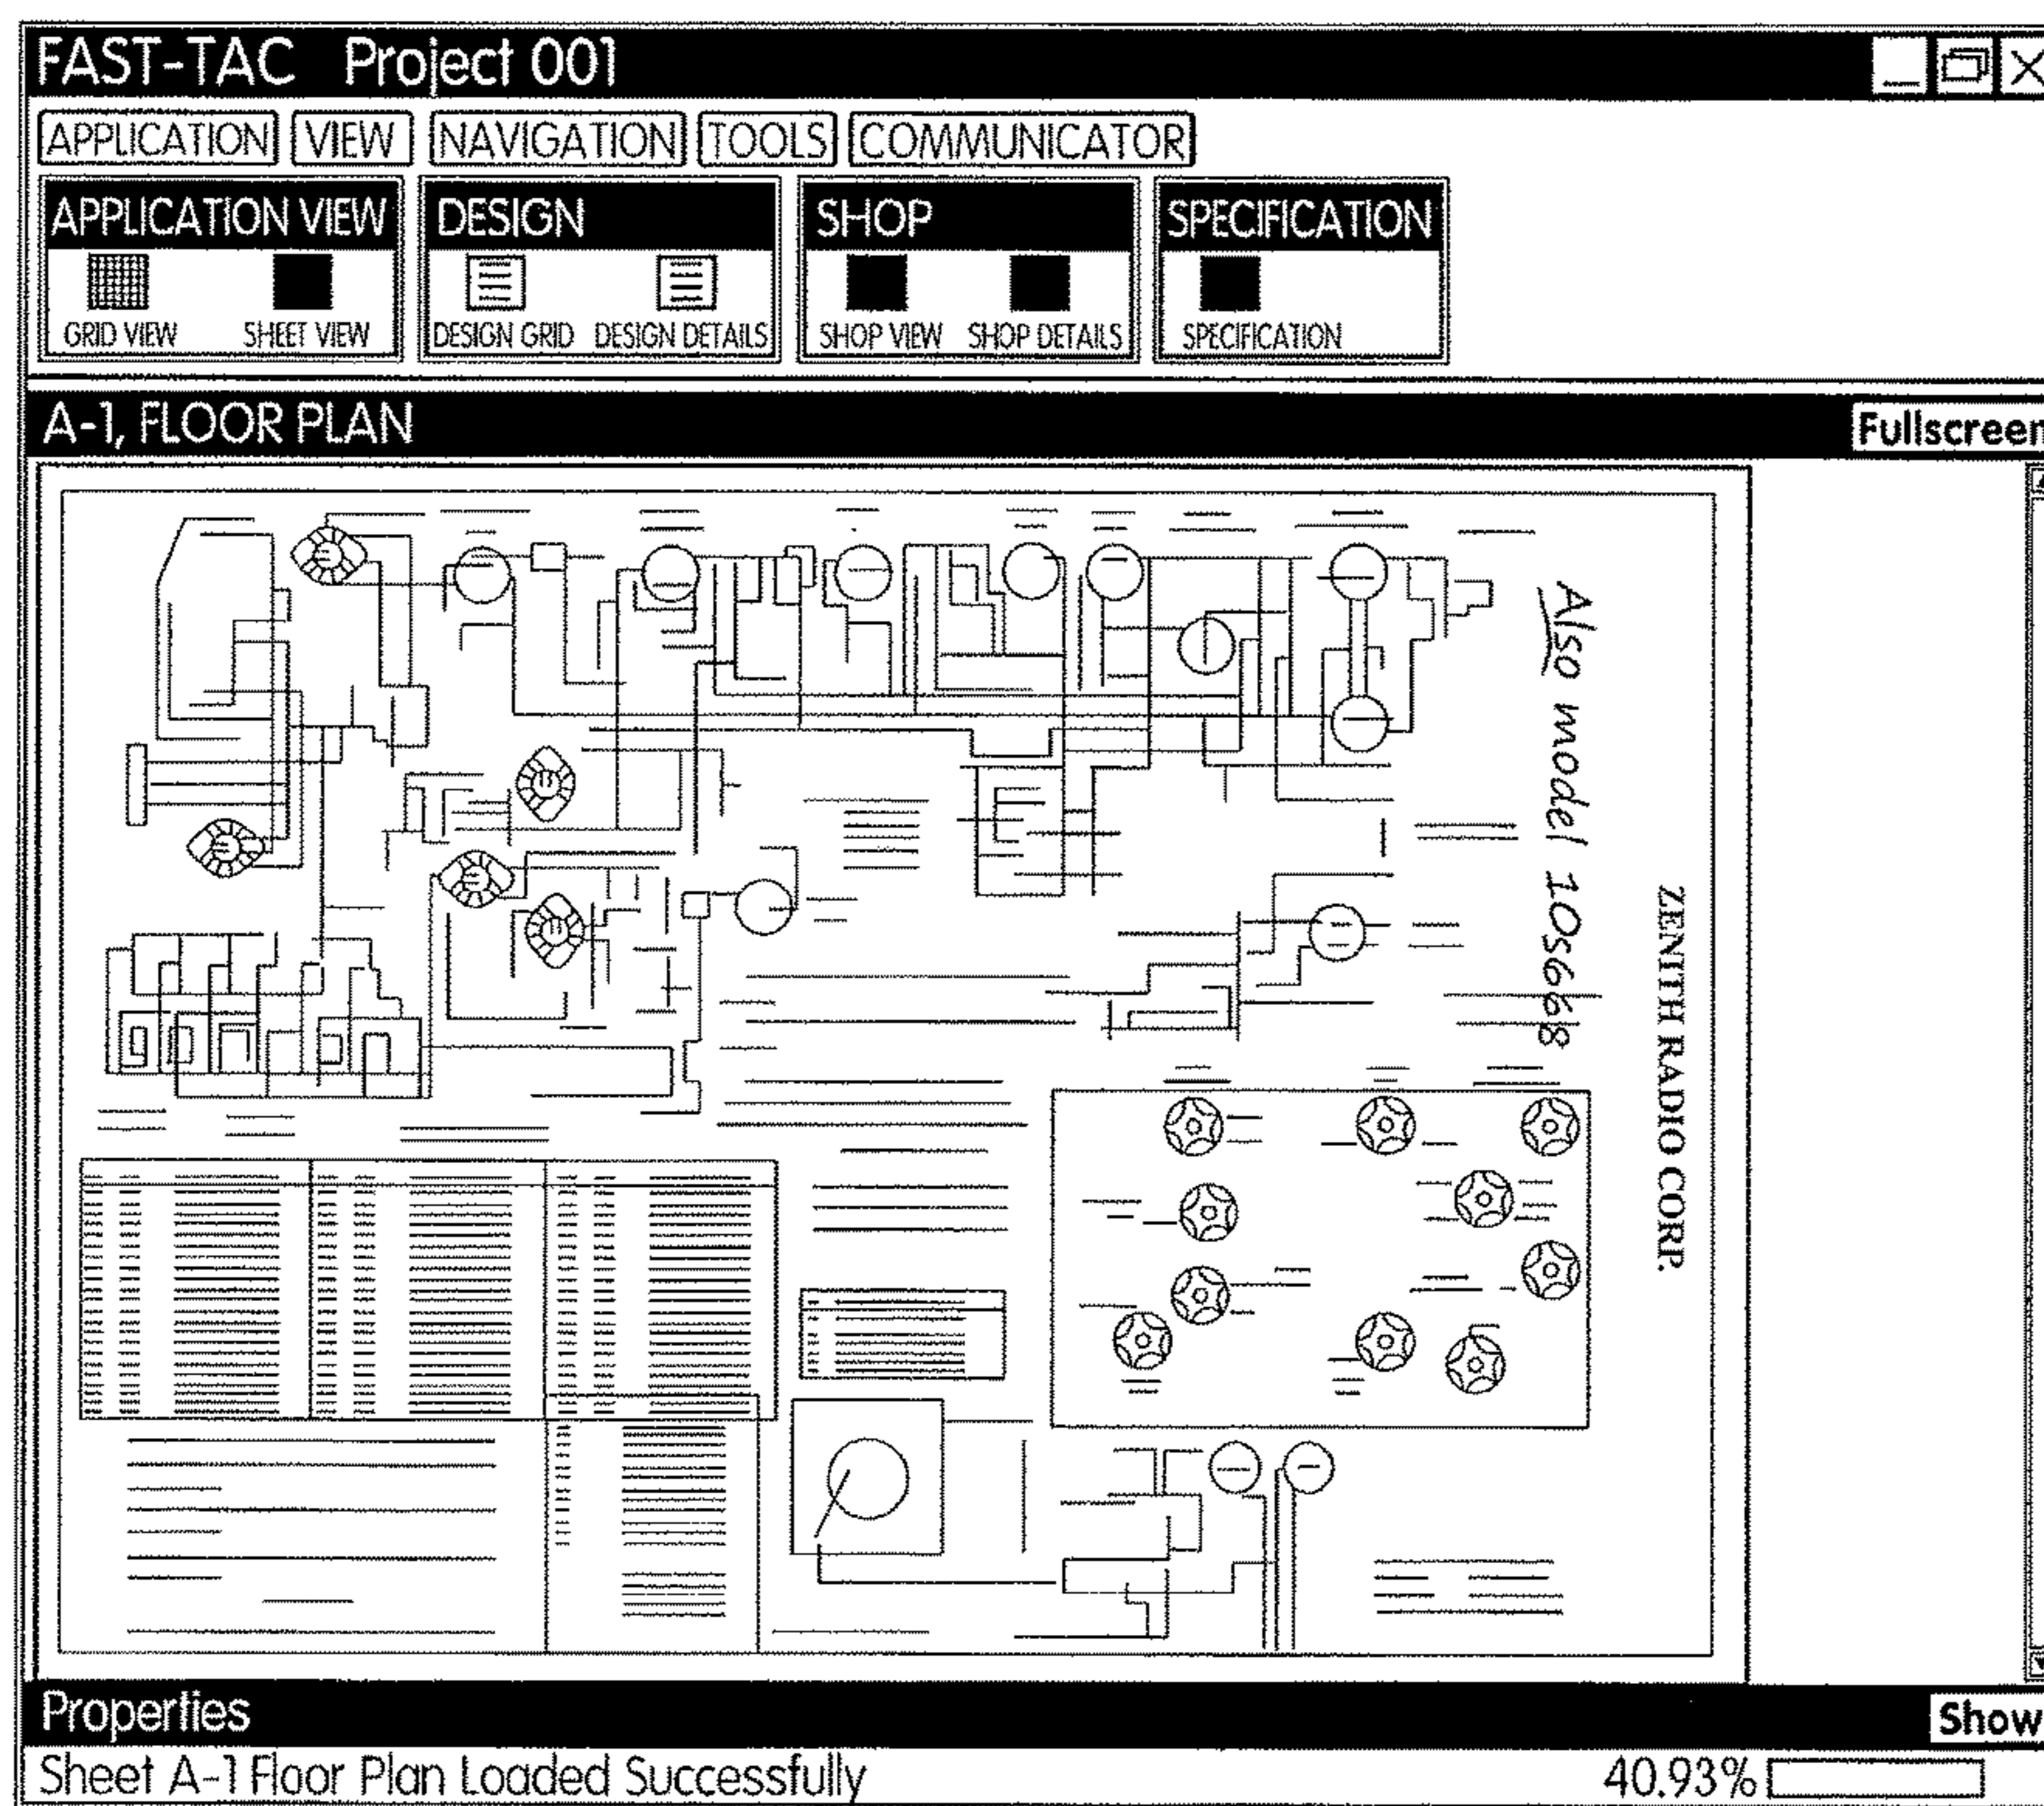 FAST-TAC Project 001
APPLICATION VIEW NAVIGATION TOOLS COMMUNICATOR
APPLICATION VIEW DESIGN SHOP SPECIFICATION
GRID VIEW SHEET VIEW DESIGN GRID DESIGN DETAILS SHOP VIEW SHOP DETAILS SPECIFICATION
A-1, FLOOR PLAN Fullscreen
Also model 10S668
ZENITH RADIO CORP.
Properties Show
Sheet A-1 Floor Plan Loaded Successfully 40.93%